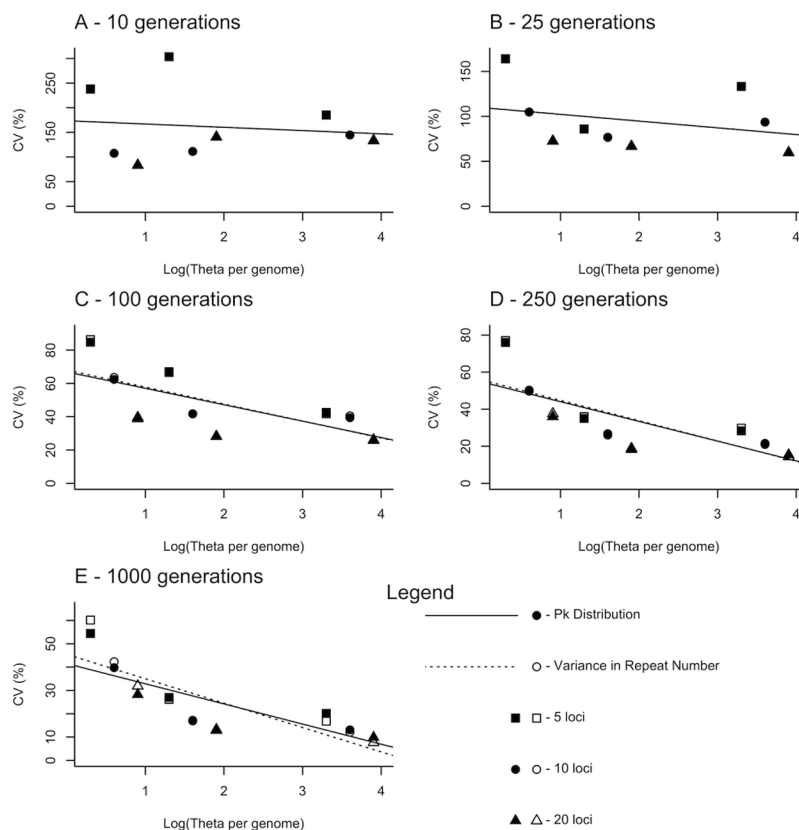 A - 10 generations
B - 25 generations
CV (%)
250
150
50
0
1 2 3 4
Log(Theta per genome)
CV (%)
150
100
50
0
1 2 3 4
Log(Theta per genome)
C - 100 generations
D - 250 generations
CV (%)
80
60
40
20
0
1 2 3 4
Log(Theta per genome)
CV (%)
80
60
40
20
0
1 2 3 4
Log(Theta per genome)
E - 1000 generations
CV (%)
50
30
10
0
1 2 3 4
Log(Theta per genome)
Legend
- Pk Distribution
- Variance in Repeat Number
- 5 loci
- 10 loci
- 20 loci